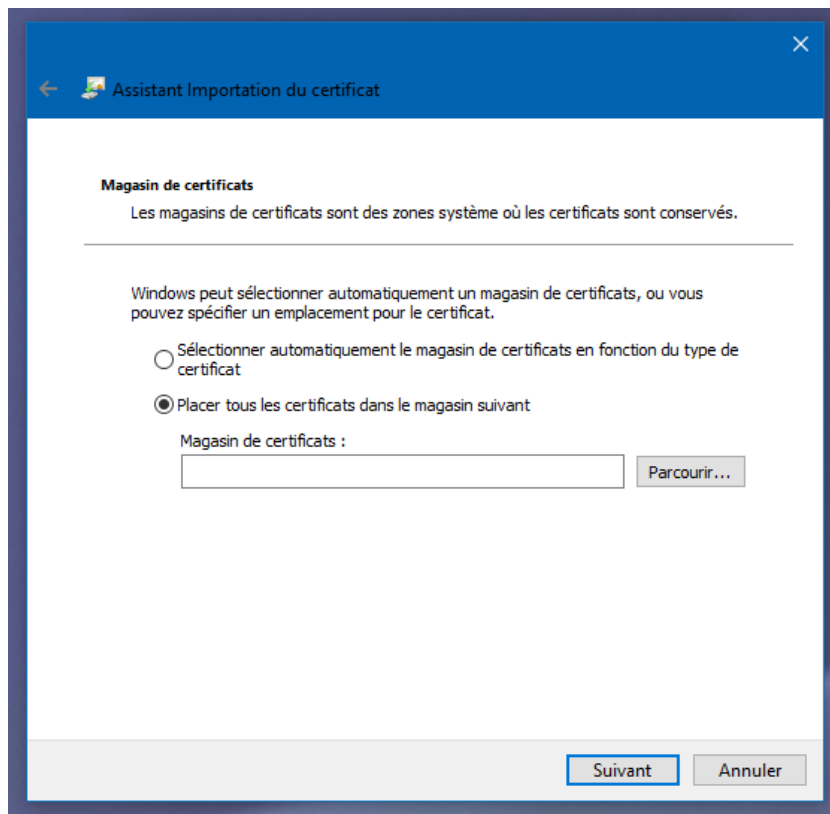 Assistant Importation du certificat
Magasin de certificats
Les magasins de certificats sont des zones système où les certificats sont conservés.
Windows peut sélectionner automatiquement un magasin de certificats, ou vous
pouvez spécifier un emplacement pour le certificat.
Sélectionner automatiquement le magasin de certificats en fonction du type de
certificat
Placer tous les certificats dans le magasin suivant
Magasin de certificats :
Parcourir...
Suivant
Annuler